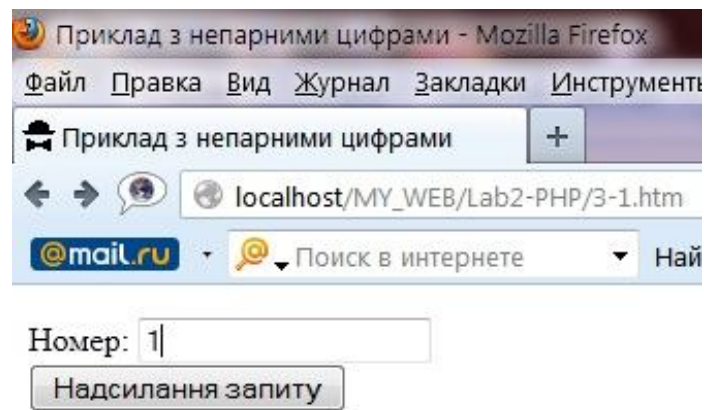 Приклад з непарними цифрами - Mozilla Firefox
Файл Правка Вид Журнал Закладки Инструменты
Приклад з непарними цифрами +
localhost/MY_WEB/Lab2-PHP/3-1.htm
@mail.ru Поиск в интернете Най
Номер: 1
Надсилання запиту